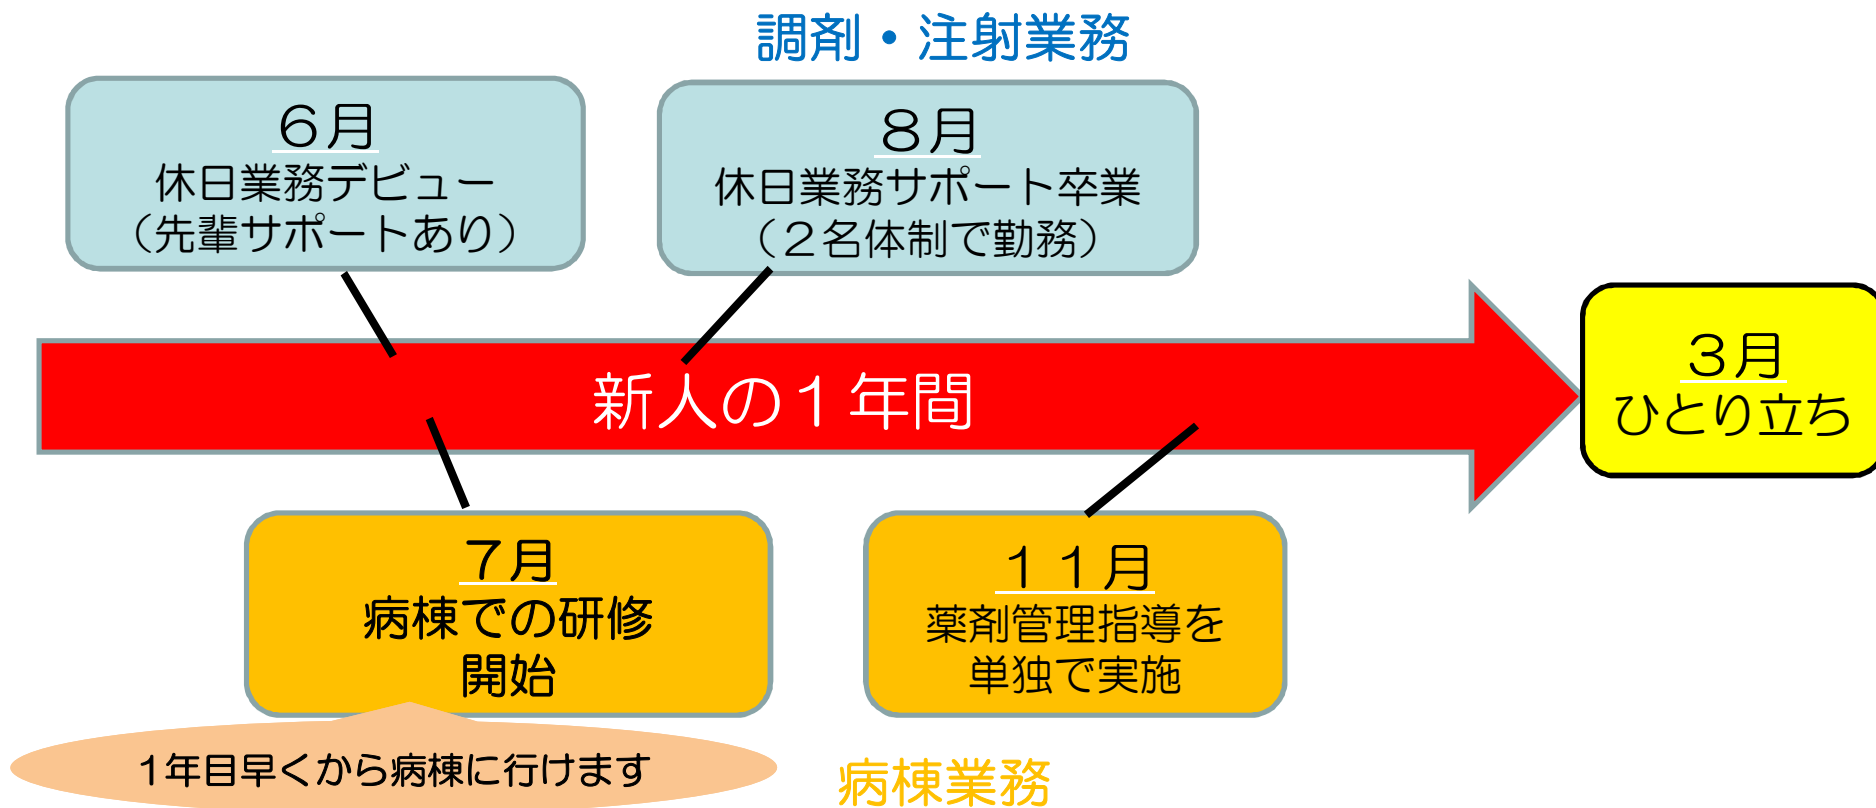 調剤・注射業務
６月
休日業務デビュー
（先輩サポートあり）
８月
休日業務サポート卒業
（２名体制で勤務）
新人の１年間
３月
ひとり立ち
７月
病棟での研修
開始
１１月
薬剤管理指導を
単独で実施
1年目早くから病棟に行けます
病棟業務